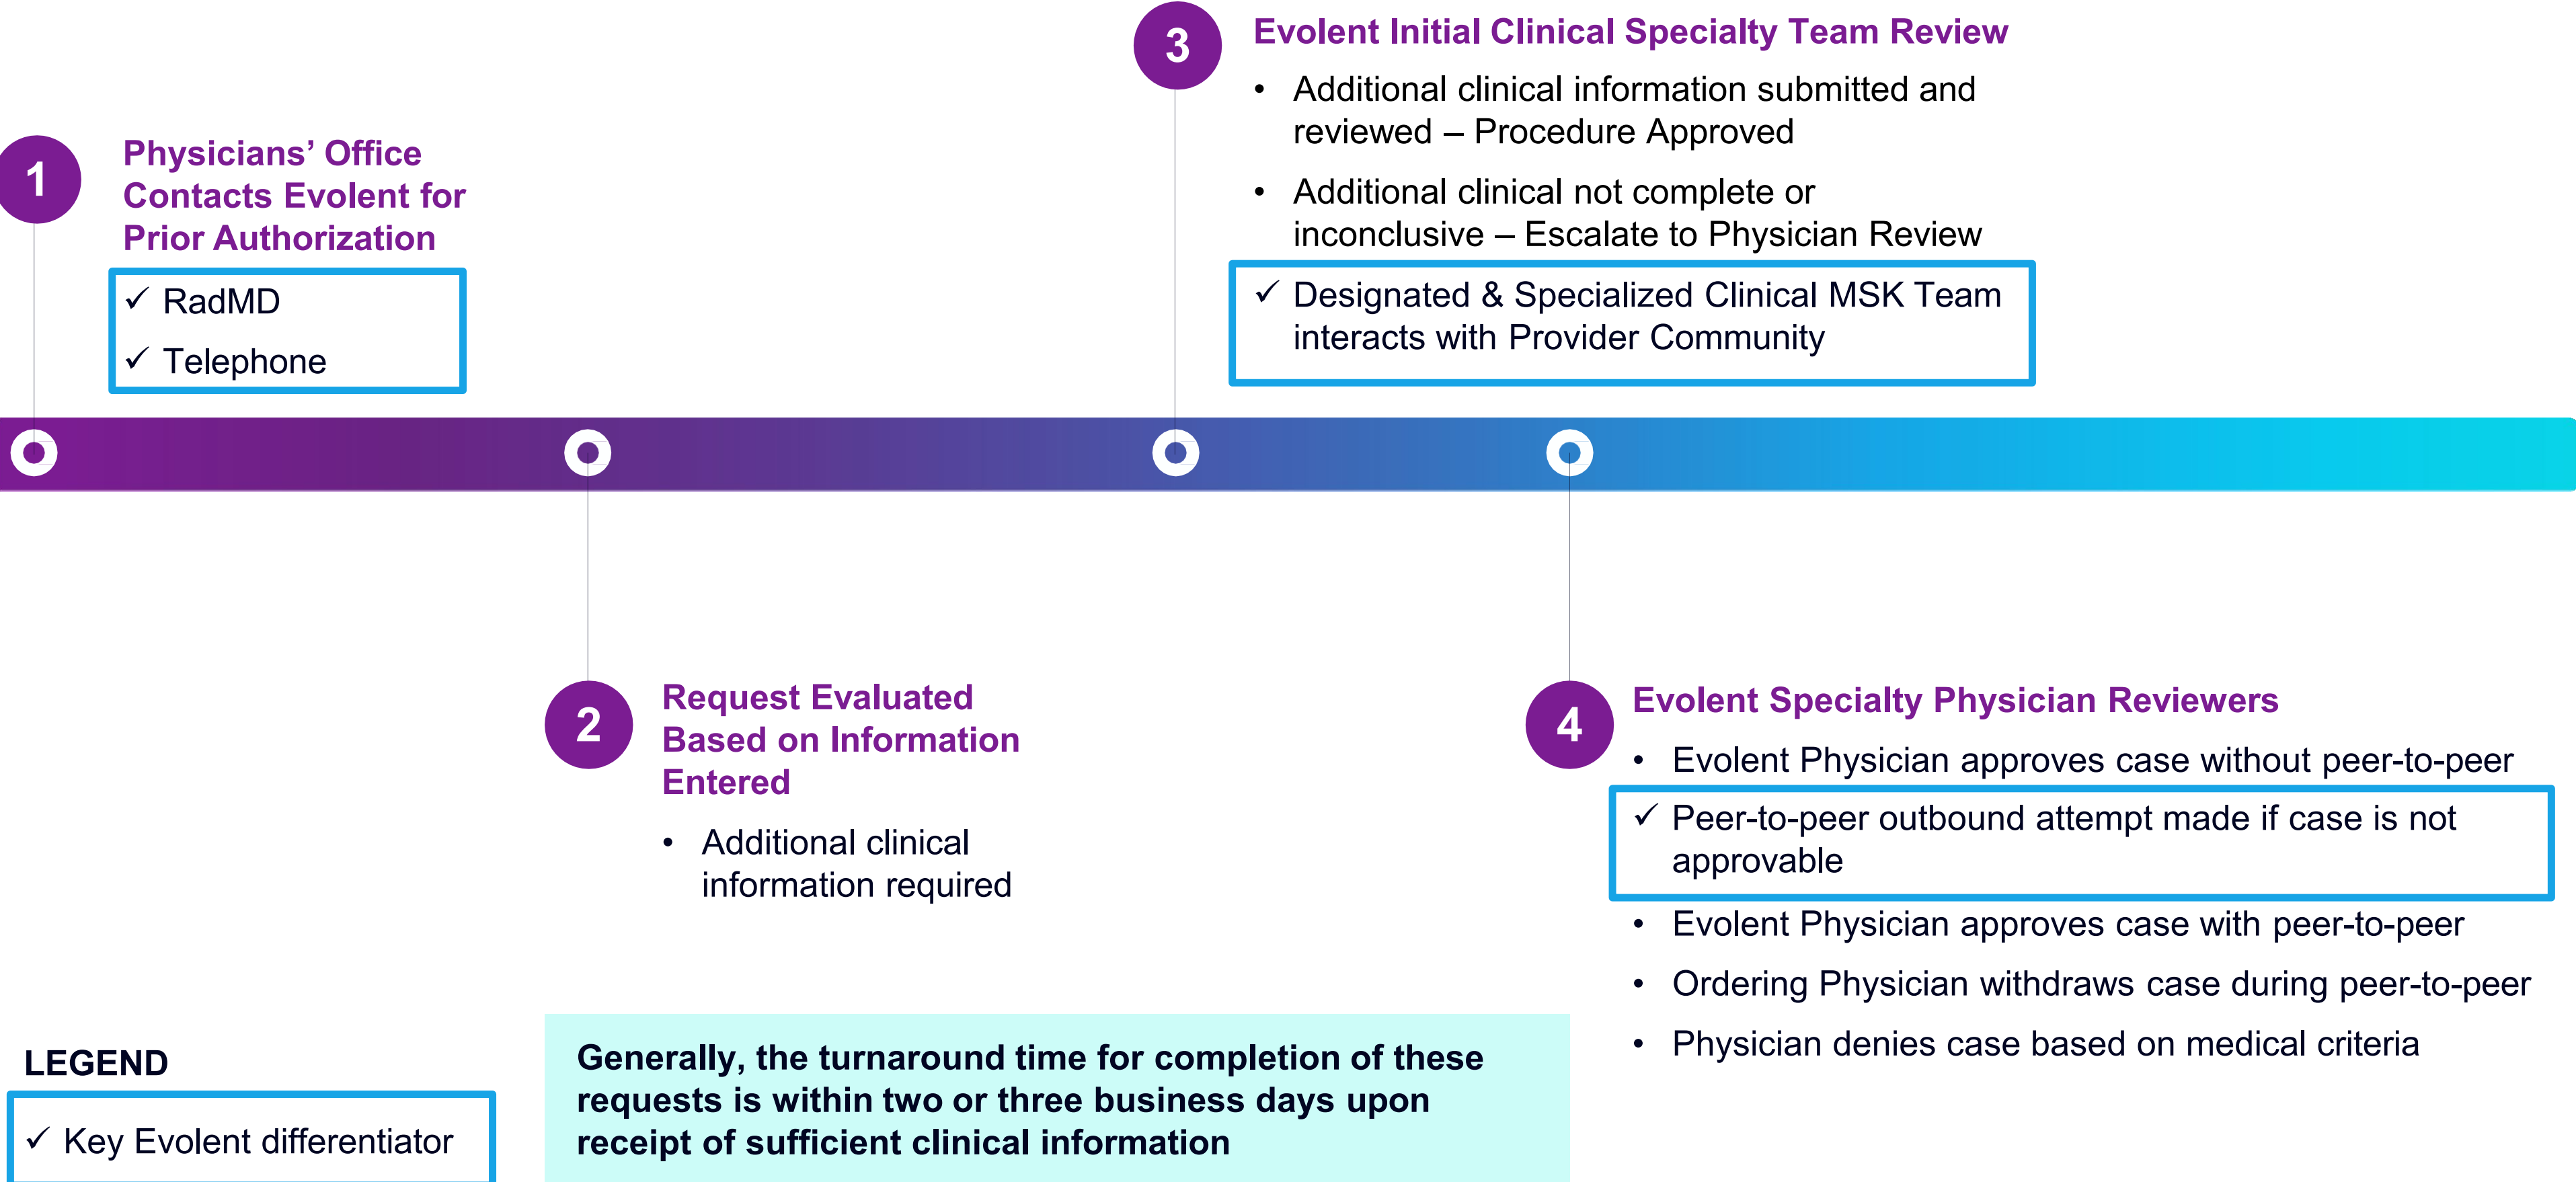 1
Physicians’ Office
Contacts Evolent for
Prior Authorization
✓ RadMD
✓ Telephone
2
Request Evaluated
Based on Information
Entered
• Additional clinical
information required
3
Evolent Initial Clinical Specialty Team Review
• Additional clinical information submitted and
reviewed – Procedure Approved
• Additional clinical not complete or
inconclusive – Escalate to Physician Review
✓ Designated & Specialized Clinical MSK Team
interacts with Provider Community
4
Evolent Specialty Physician Reviewers
• Evolent Physician approves case without peer-to-peer
✓ Peer-to-peer outbound attempt made if case is not
approvable
• Evolent Physician approves case with peer-to-peer
• Ordering Physician withdraws case during peer-to-peer
• Physician denies case based on medical criteria
LEGEND
✓ Key Evolent differentiator
Generally, the turnaround time for completion of these
requests is within two or three business days upon
receipt of sufficient clinical information